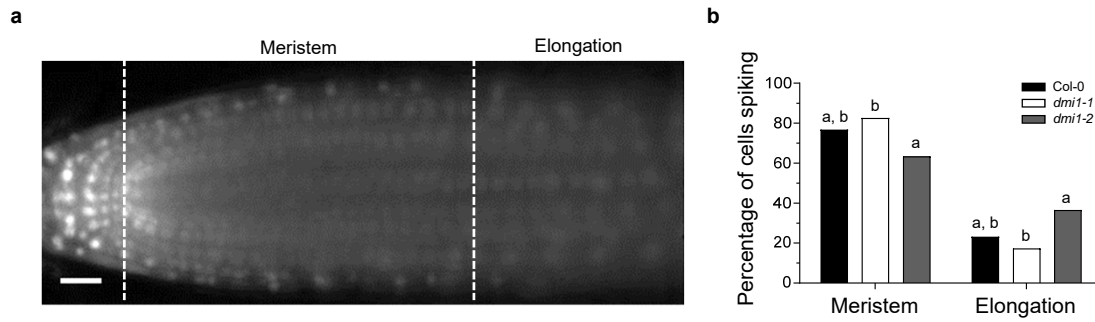 a
Meristem
Elongation
b
Percentage of cells spiking
100
80
60
40
20
0
a, b
b
a
a, b
b
a
Col-0
dmi1-1
dmi1-2
Meristem
Elongation